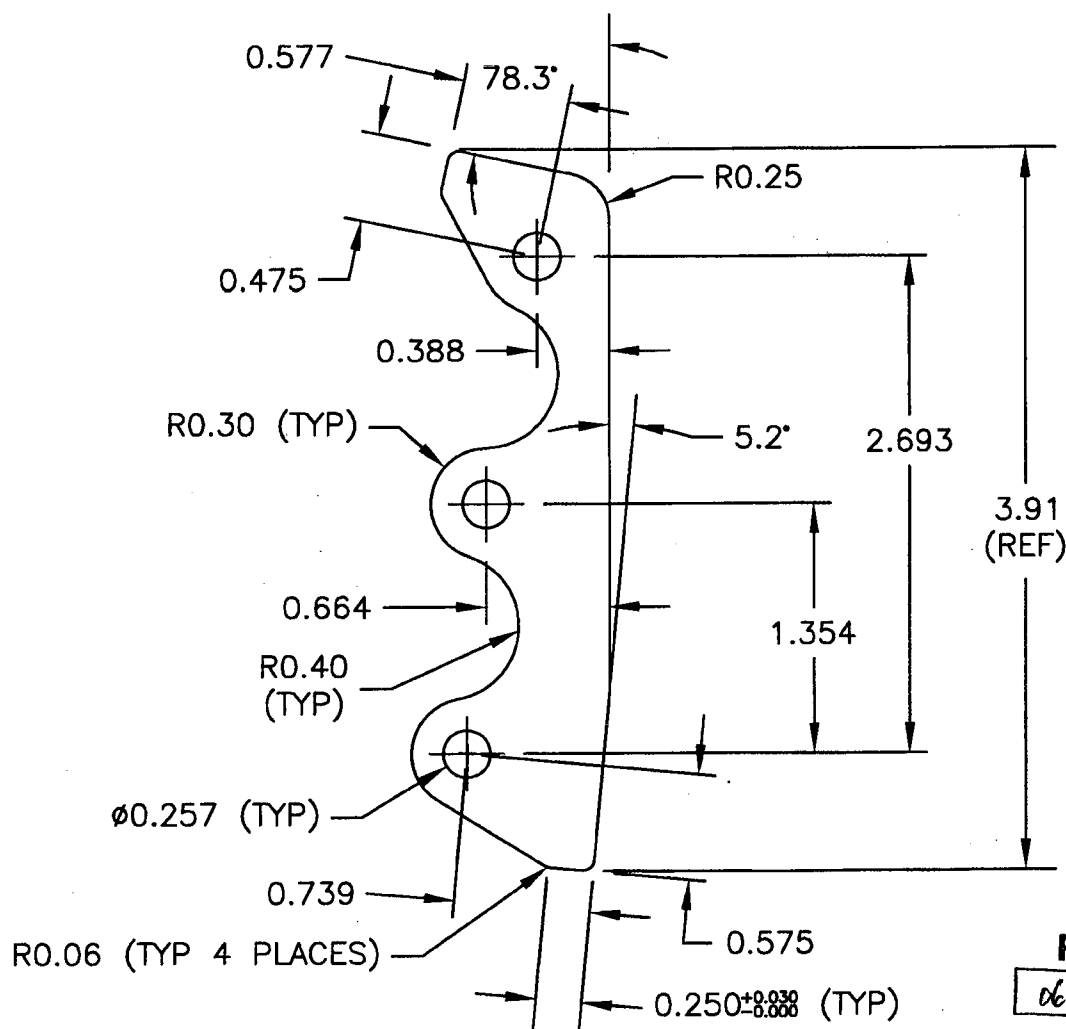 0.577
78.3°
R0.25
0.475
0.388
R0.30 (TYP)
5.2°
2.693
3.91
(REF)
0.664
1.354
R0.40
(TYP)
ø0.257 (TYP)
0.739
0.575
R0.06 (TYP 4 PLACES)
0.250+0.030 -0.000 (TYP)